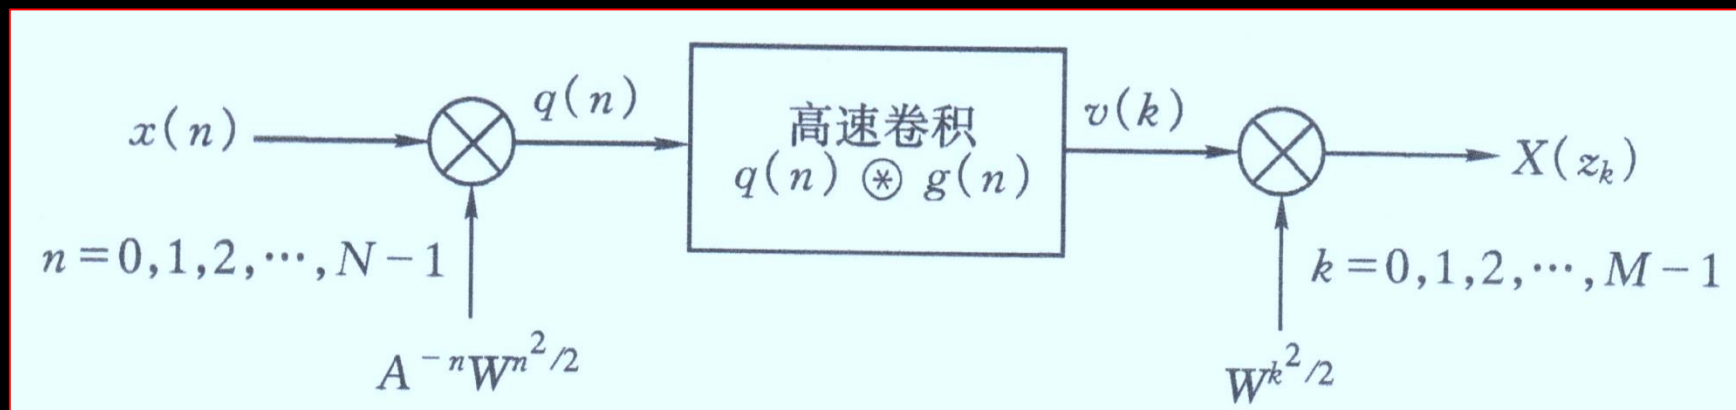 x(n)
q(n)
高速卷积
q(n) ⊛ g(n)
v(k)
X(z_k)
n=0,1,2,⋯,N-1
k=0,1,2,⋯,M-1
A^{-n}W^{n^2/2}
W^{k^2/2}